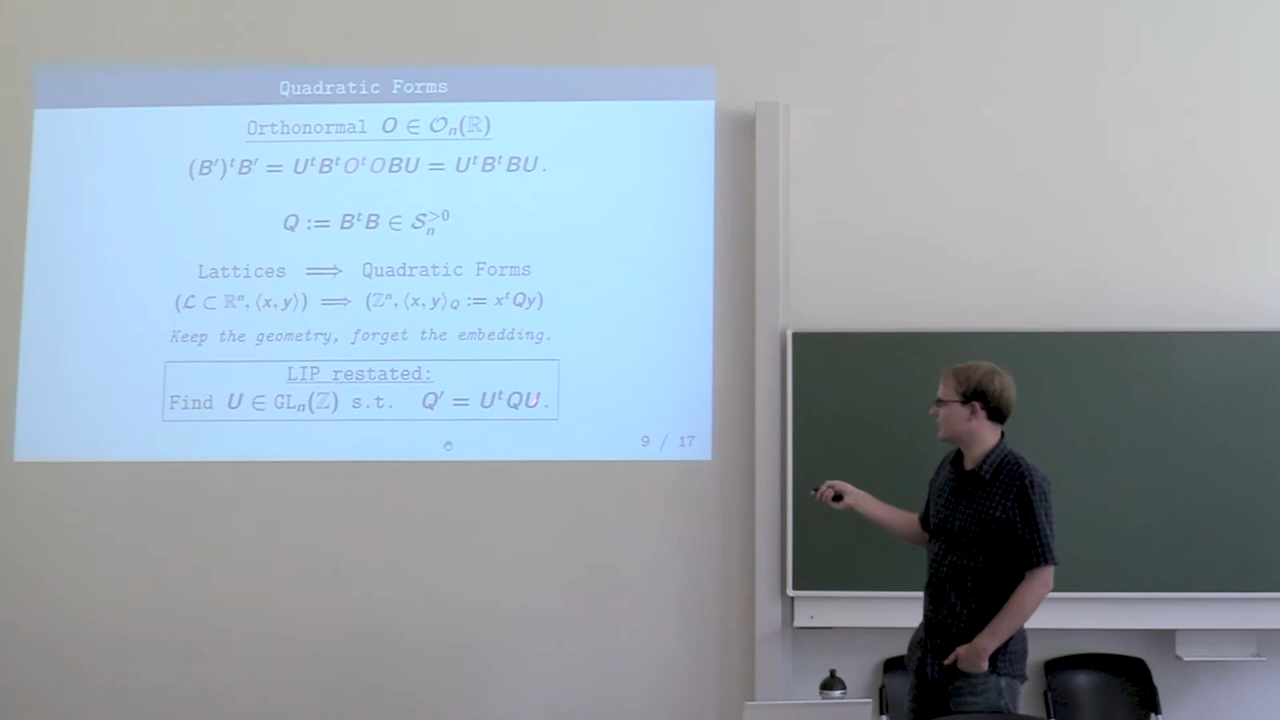 Quadratic Forms
Orthonormal O ∈ 𝒪ₙ(ℝ)
(B′)ᵗB′ = UᵗBᵗOᵗOBU = UᵗBᵗBU.
Q := BᵗB ∈ 𝒮ₙ^{>0}
Lattices ⟹ Quadratic Forms
(ℒ ⊂ ℝⁿ, ⟨x, y⟩) ⟹ (ℤⁿ, ⟨x, y⟩_Q := xᵗQy)
Keep the geometry, forget the embedding.
LIP restated:
Find U ∈ GLₙ(ℤ) s.t. Q′ = UᵗQU.
9 / 17